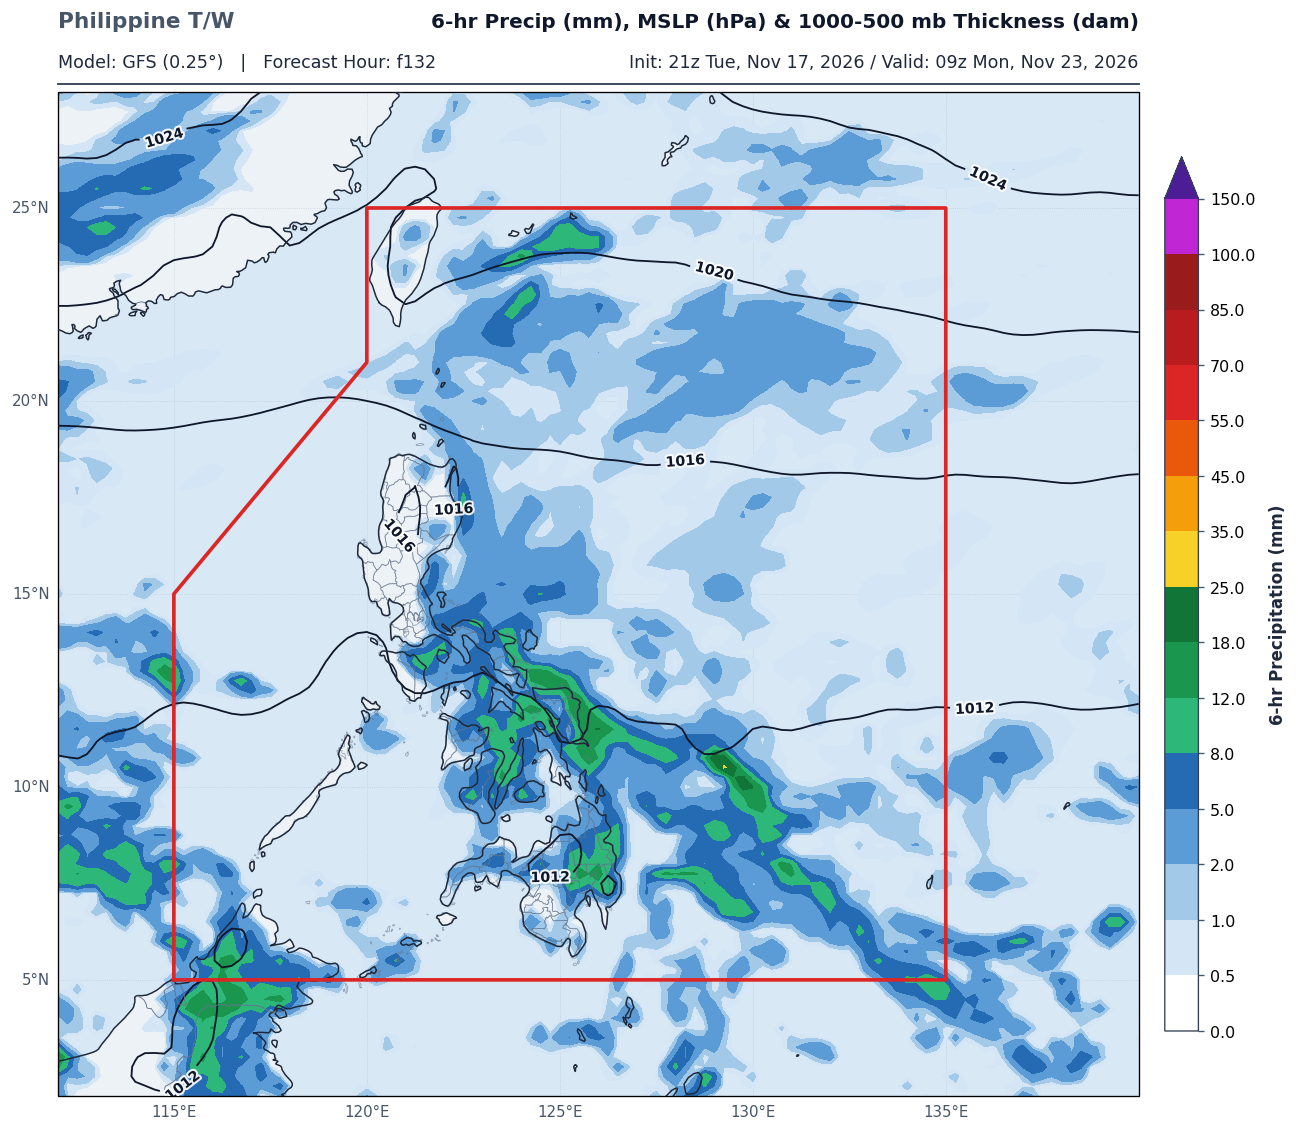 Philippine T/W
6-hr Precip (mm), MSLP (hPa) & 1000-500 mb Thickness (dam)
Model: GFS (0.25°) | Forecast Hour: f132
Init: 21z Tue, Nov 17, 2026 / Valid: 09z Mon, Nov 23, 2026
1024
1024
1020
1016
1016
1016
1012
1012
1012
25°N
20°N
15°N
10°N
5°N
115°E
120°E
125°E
130°E
135°E
150.0
100.0
85.0
70.0
55.0
45.0
35.0
25.0
18.0
12.0
8.0
5.0
2.0
1.0
0.5
0.0
6-hr Precipitation (mm)